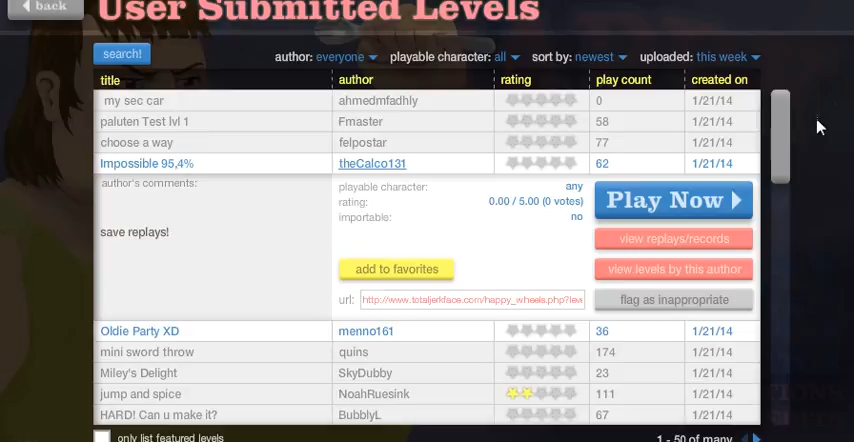 back
User Submitted Levels
search!
author: everyone playable character: all sort by: newest uploaded: this week
title author rating play count created on
my sec car ahmedmfadhly 0 1/21/14
paluten Test lvl 1 Fmaster 58 1/21/14
choose a way felpostar 77 1/21/14
Impossible 95,4% theCalco131 62 1/21/14
author's comments:
save replays!
playable character: any
rating: 0.00 / 5.00 (0 votes)
importable: no
add to favorites
url: http://www.totaljerkface.com/happy_wheels.php?lev
Play Now
view replays/records
view levels by this author
flag as inappropriate
Oldie Party XD menno161 36 1/21/14
mini sword throw quins 174 1/21/14
Miley's Delight SkyDubby 23 1/21/14
jump and spice NoahRuesink 111 1/21/14
HARD! Can u make it? BubblyL 67 1/21/14
only list featured levels 1 - 50 of many